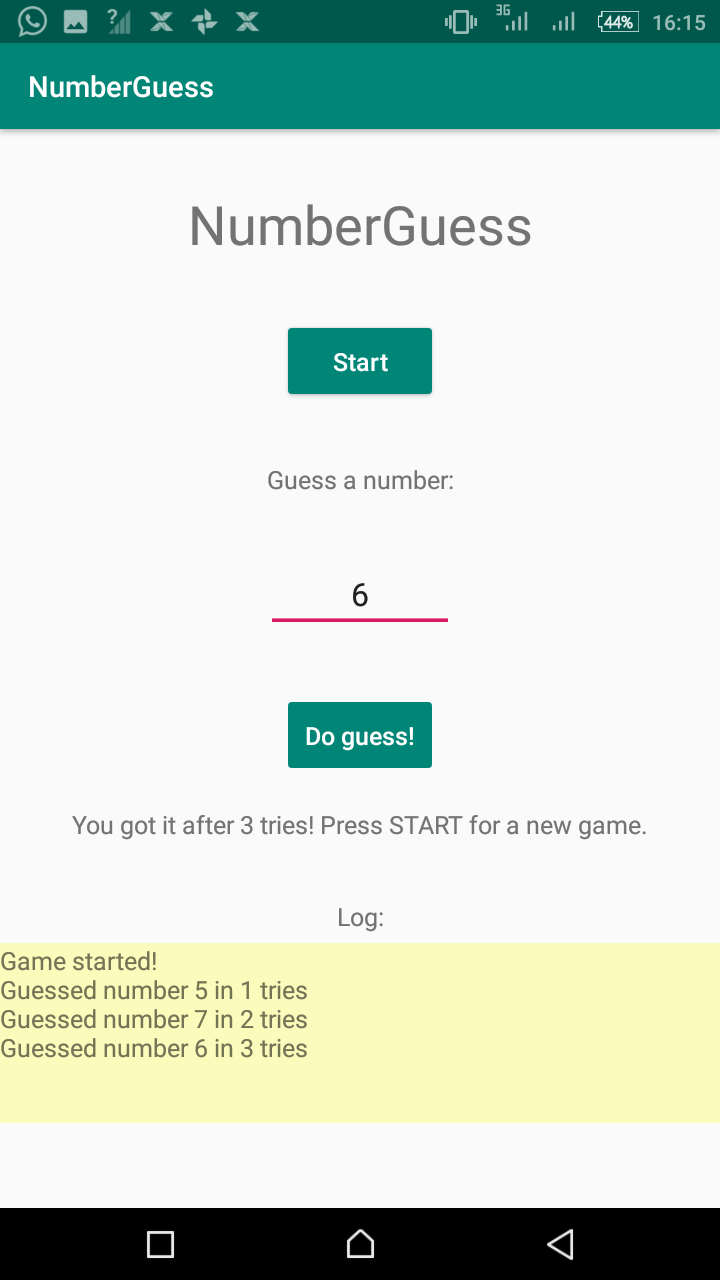 3G 44% 16:15
NumberGuess
NumberGuess
Start
Guess a number:
6
Do guess!
You got it after 3 tries! Press START for a new game.
Log:
Game started!
Guessed number 5 in 1 tries
Guessed number 7 in 2 tries
Guessed number 6 in 3 tries